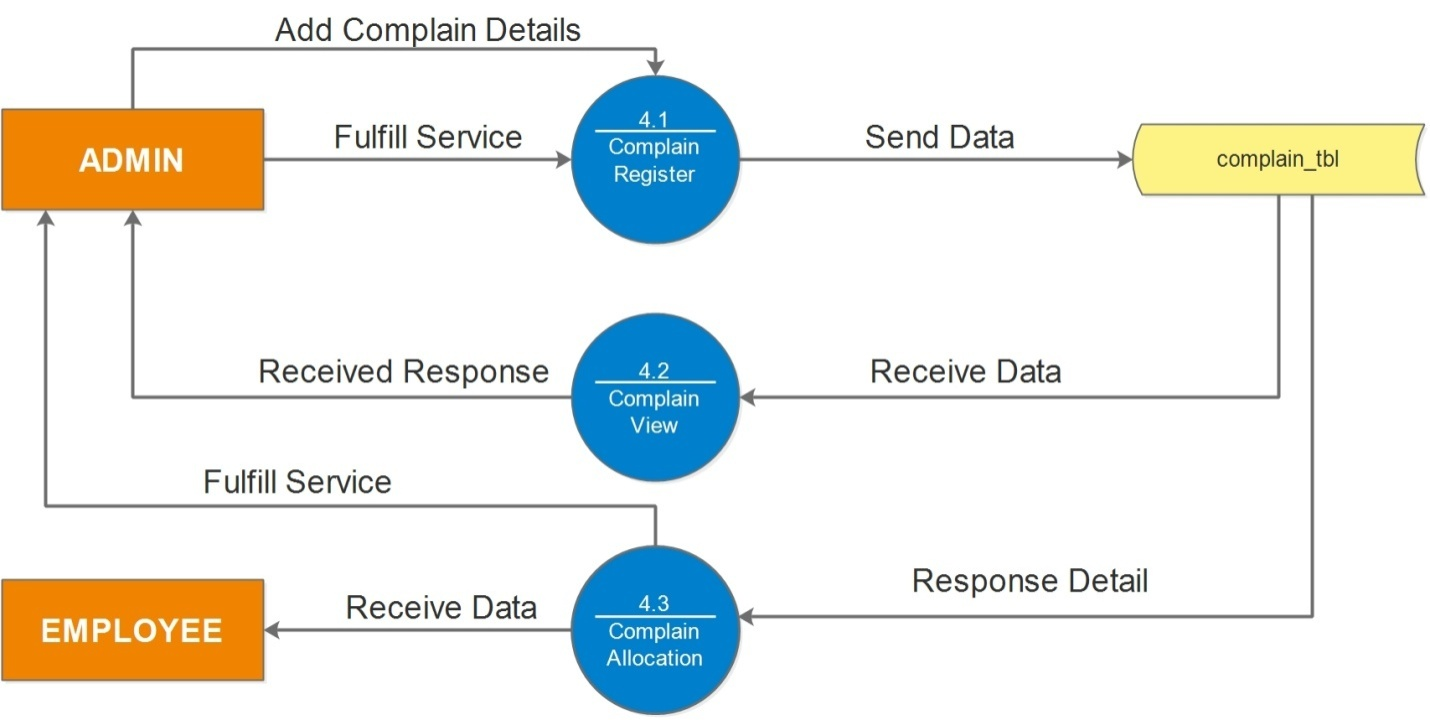 Add Complain Details
ADMIN
Fulfill Service
4.1
Complain
Register
Send Data
complain_tbl
Received Response
4.2
Complain
View
Receive Data
Fulfill Service
EMPLOYEE
Receive Data
4.3
Complain
Allocation
Response Detail